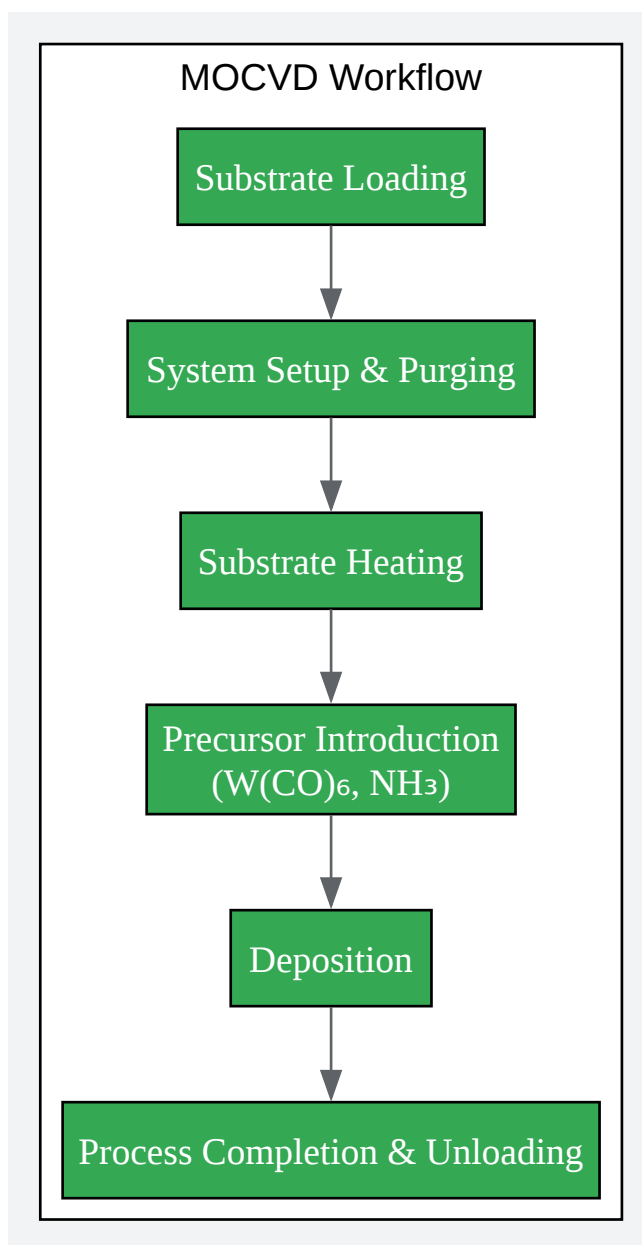 MOCVD Workflow
Substrate Loading
System Setup & Purging
Substrate Heating
Precursor Introduction
(W(CO)₆, NH₃)
Deposition
Process Completion & Unloading